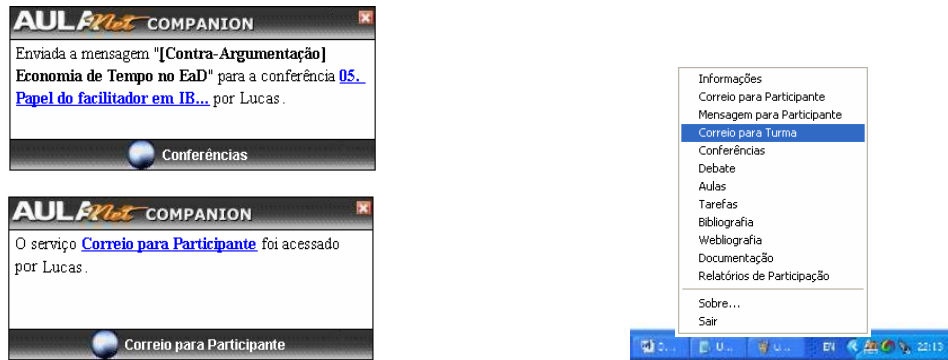 AULANet COMPANION
Enviada a mensagem "[Contra-Argumentação]
Economia de Tempo no EaD" para a conferência 05.
Papel do facilitador em IB... por Lucas.
Conferências
AULANet COMPANION
O serviço Correio para Participante foi acessado
por Lucas.
Correio para Participante
Informações
Correio para Participante
Mensagem para Participante
Correio para Turma
Conferências
Debate
Aulas
Tarefas
Bibliografia
Webliografia
Documentação
Relatórios de Participação
Sobre...
Sair
U... U... EN 22:13